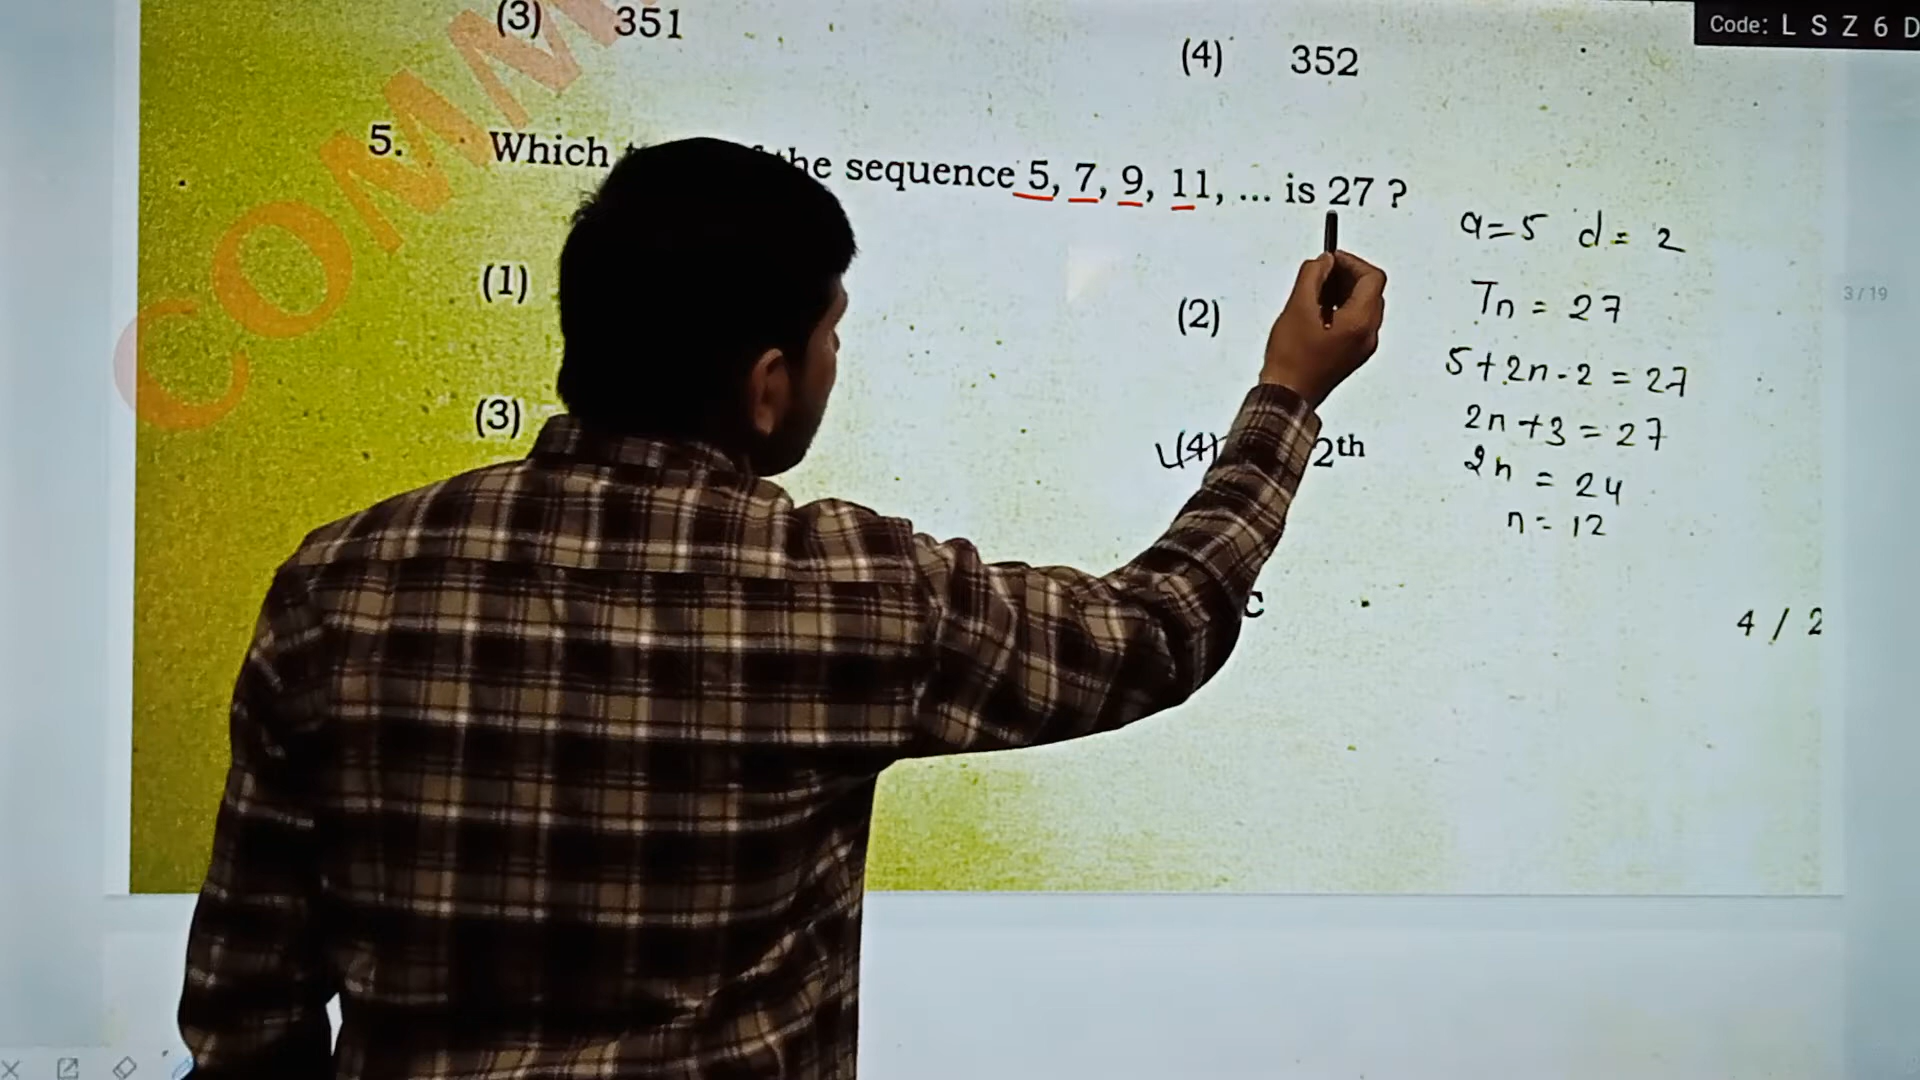 Code: L S Z 6 D
(3) 351
(4) 352
COMM
5. Which the sequence 5, 7, 9, 11, ... is 27 ?
a=5 d= 2
(1)
(2)
Tn = 27
3/19
5+2n-2 = 27
(3)
(4) 2th
2n+3=27
2n = 24
n= 12
C
4 / 2